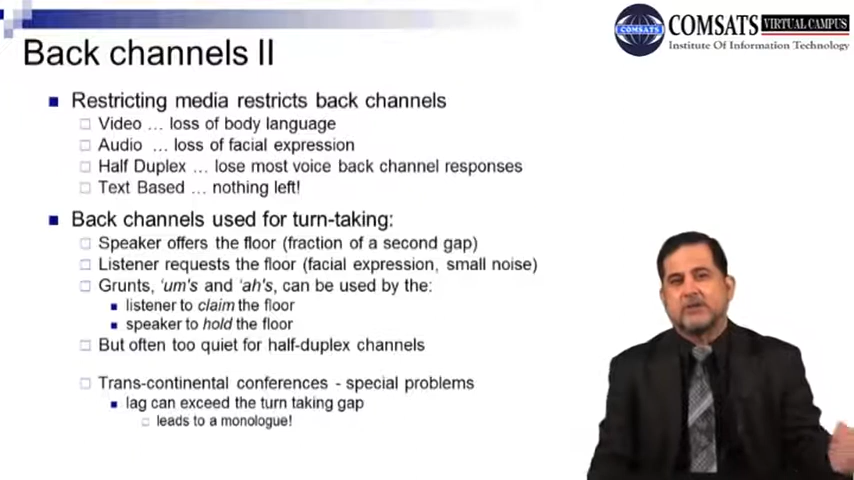 COMSATS VIRTUAL CAMPUS
COMSATS
Institute Of Information Technology
Back channels II
Restricting media restricts back channels
Video … loss of body language
Audio … loss of facial expression
Half Duplex … lose most voice back channel responses
Text Based … nothing left!
Back channels used for turn-taking:
Speaker offers the floor (fraction of a second gap)
Listener requests the floor (facial expression, small noise)
Grunts, ‘um's and ‘ah's, can be used by the:
listener to claim the floor
speaker to hold the floor
But often too quiet for half-duplex channels
Trans-continental conferences - special problems
lag can exceed the turn taking gap
leads to a monologue!